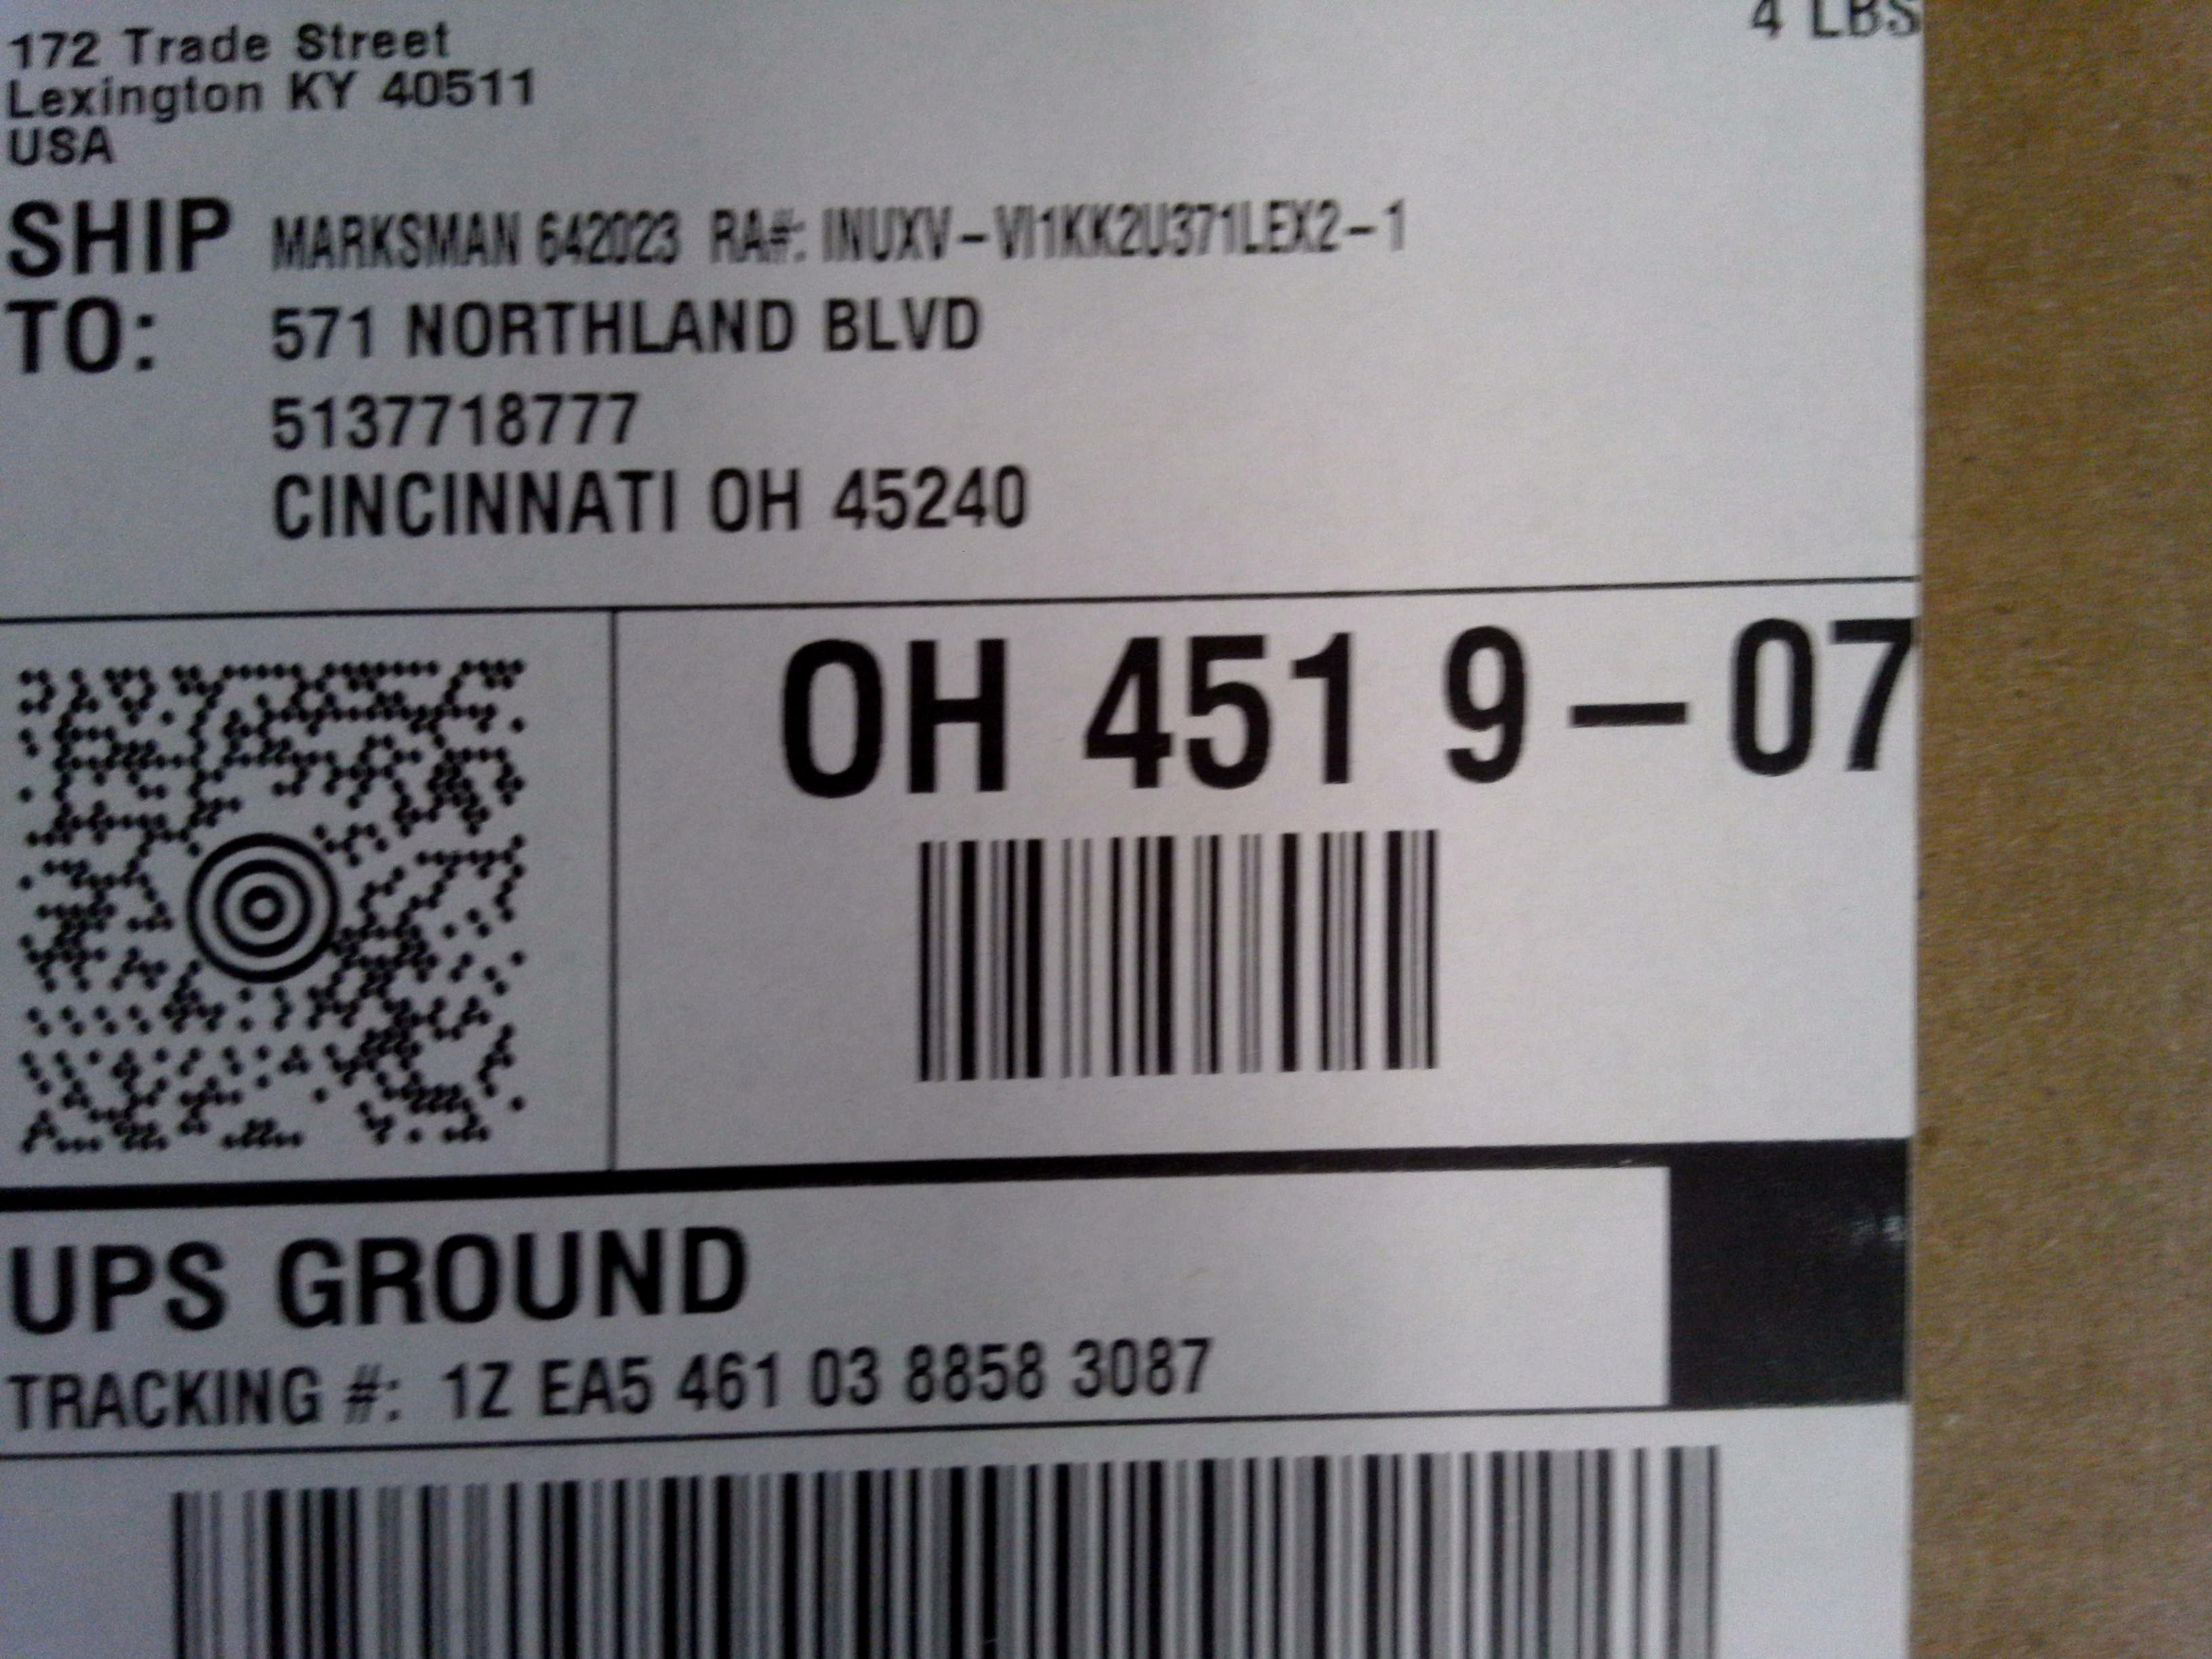 172 Trade Street
Lexington KY 40511
USA
4 LBS
SHIP TO: MARKSMAN 642023 RA#: INUXV-VI1KK2U371LEX2-1
571 NORTHLAND BLVD
5137718777
CINCINNATI OH 45240
OH 451 9-07
UPS GROUND
TRACKING #: 1Z EA5 461 03 8858 3087